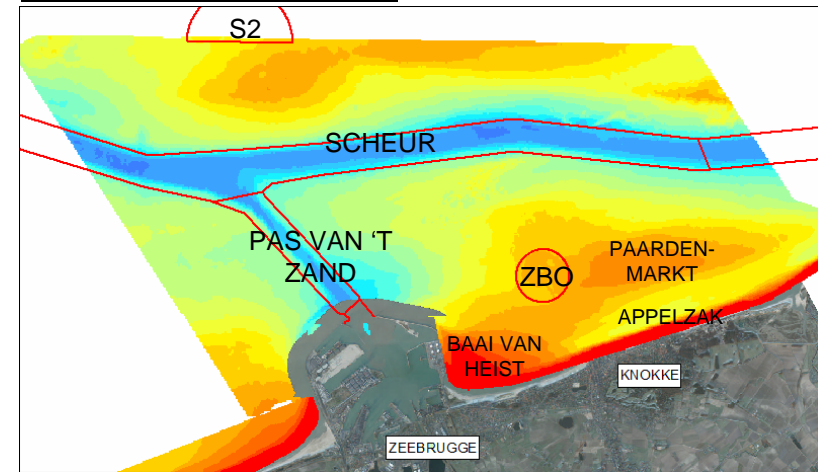 S2
SCHEUR
PAS VAN ‘T
ZAND
ZBO
PAARDEN-
MARKT
APPELZAK
BAAI VAN
HEIST
KNOKKE
ZEEBRUGGE